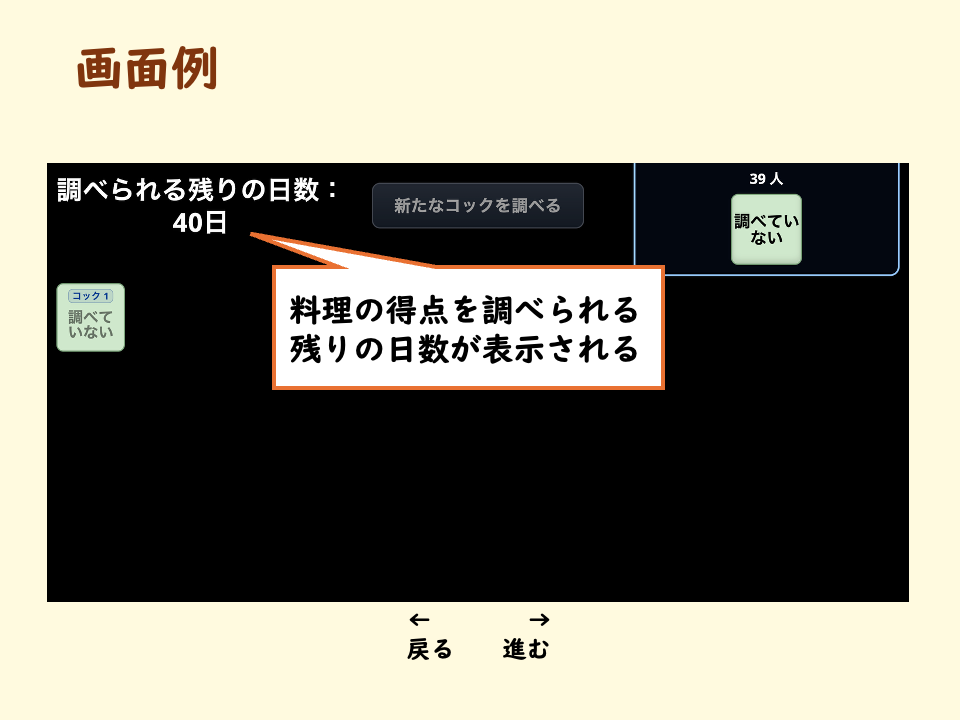 画面例
調べられる残りの日数：
40日
新たなコックを調べる
39 人
調べてい
ない
コック 1
調べて
いない
料理の得点を調べられる
残りの日数が表示される
← →
戻る 進む